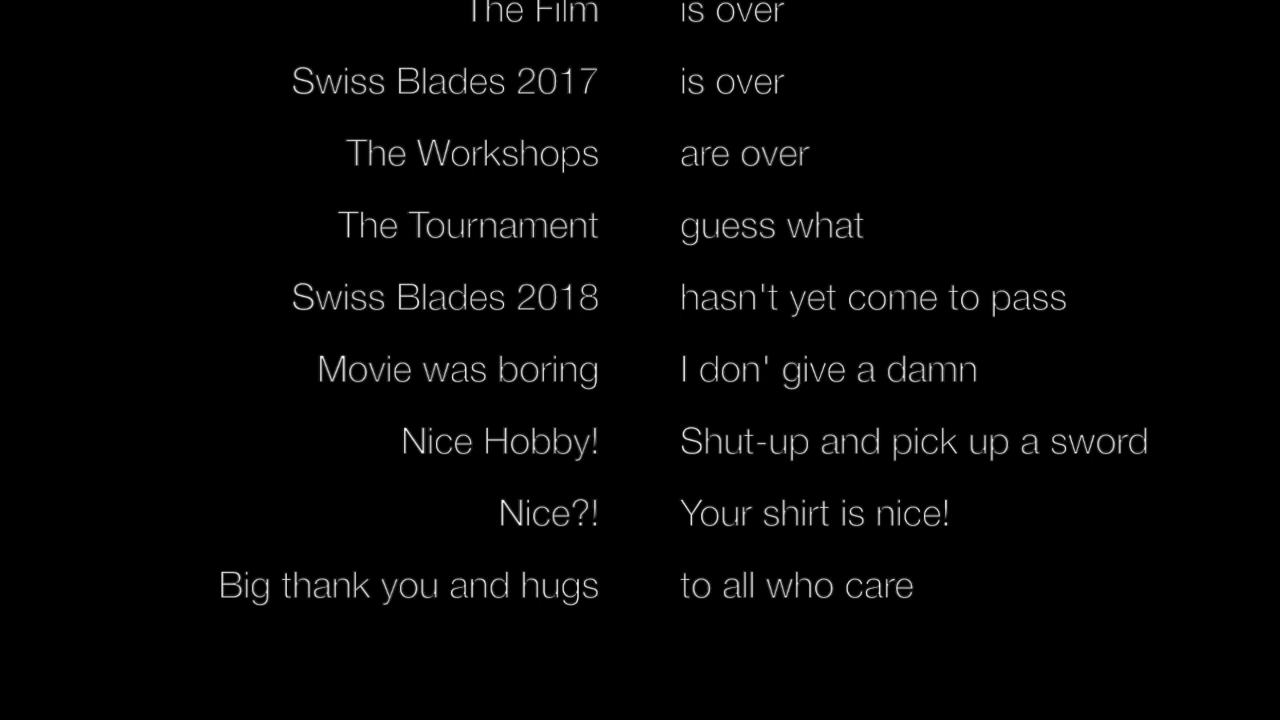 The Film is over
Swiss Blades 2017 is over
The Workshops are over
The Tournament guess what
Swiss Blades 2018 hasn't yet come to pass
Movie was boring I don' give a damn
Nice Hobby! Shut-up and pick up a sword
Nice?! Your shirt is nice!
Big thank you and hugs to all who care